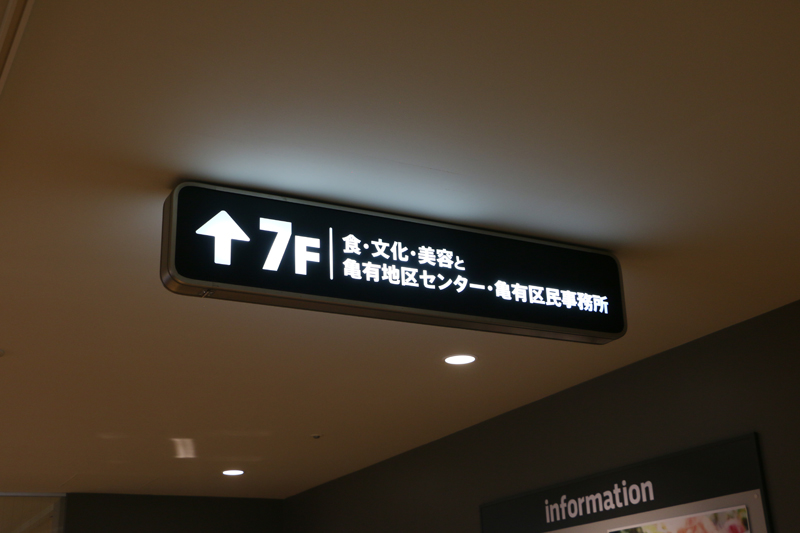 ↑ 7F
食・文化・美容と
亀有地区センター・亀有区民事務所
information